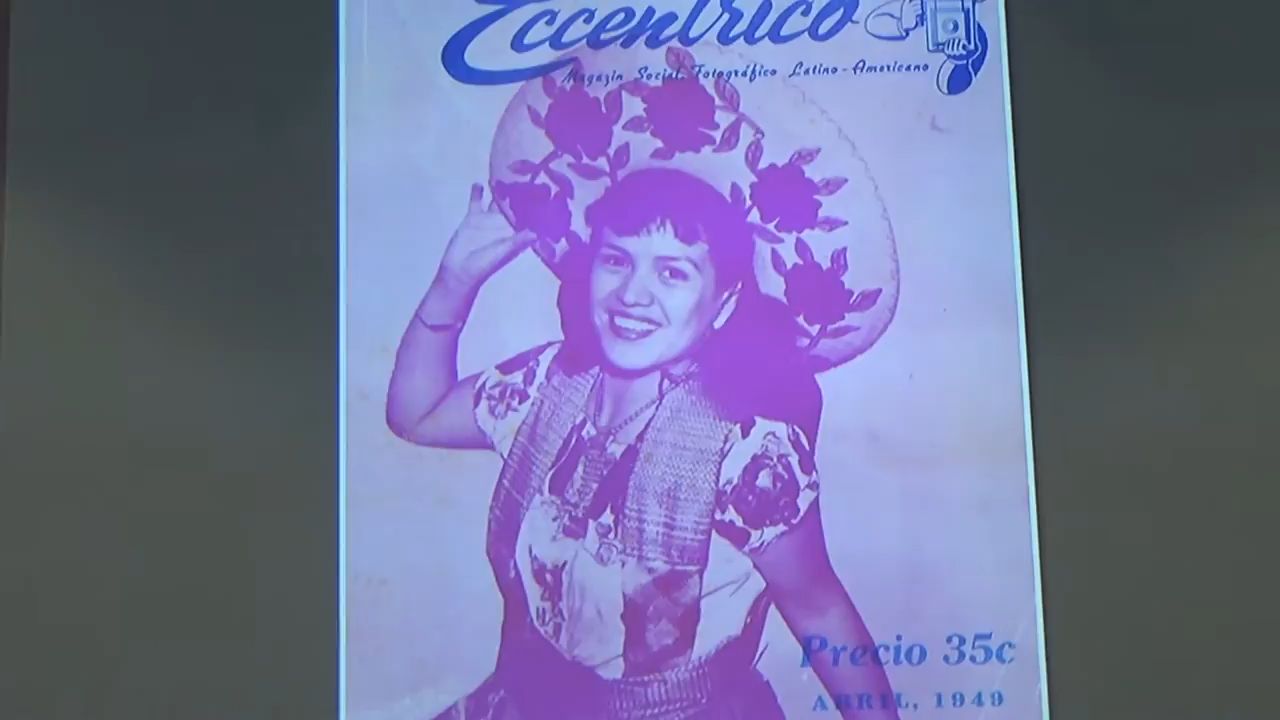 Eccentrico
Magazin Social Fotográfico Latino-Americano
Precio 35c
ABRIL, 1949